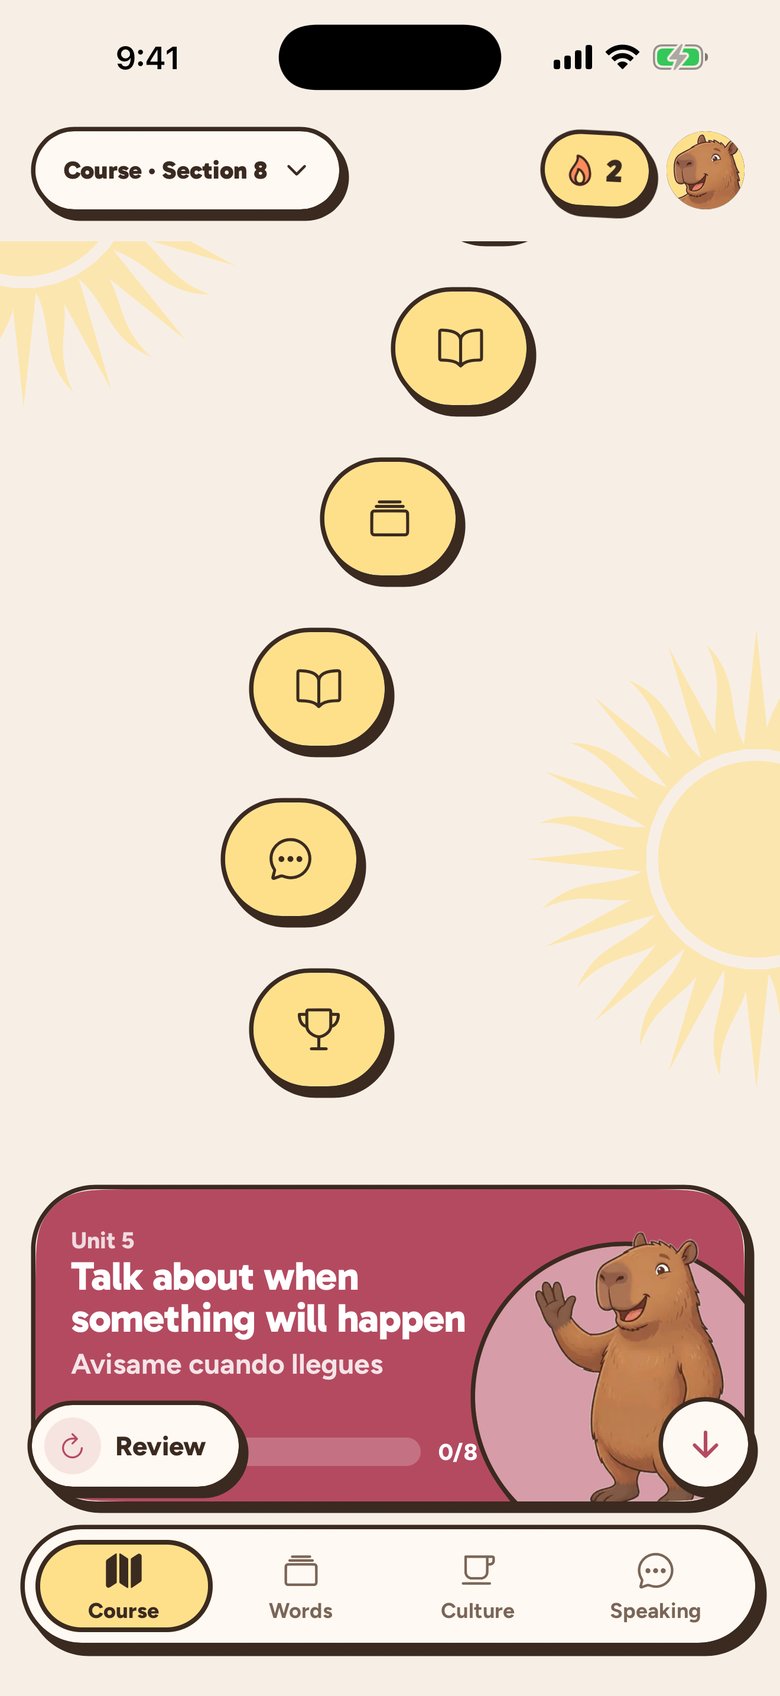 9:41
Course • Section 8
2
Unit 5
Talk about when
something will happen
Avisame cuando llegues
Review
0/8
Course
Words
Culture
Speaking